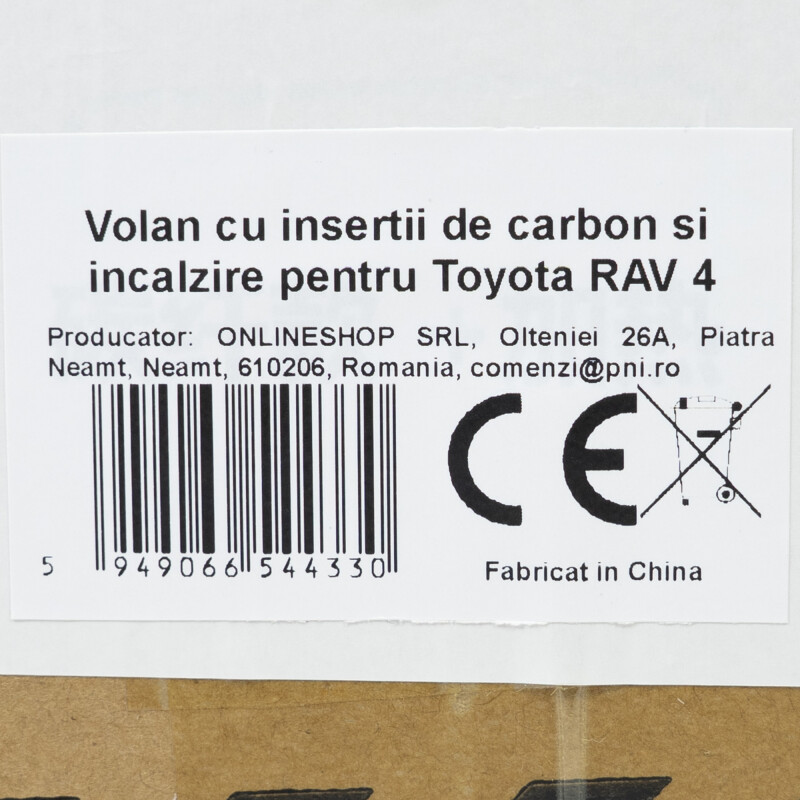 Volan cu insertii de carbon si
incalzire pentru Toyota RAV 4
Producator: ONLINESHOP SRL, Olteniei 26A, Piatra
Neamt, Neamt, 610206, Romania, comenzi@pni.ro
CE
5 949066 544330
Fabricat in China